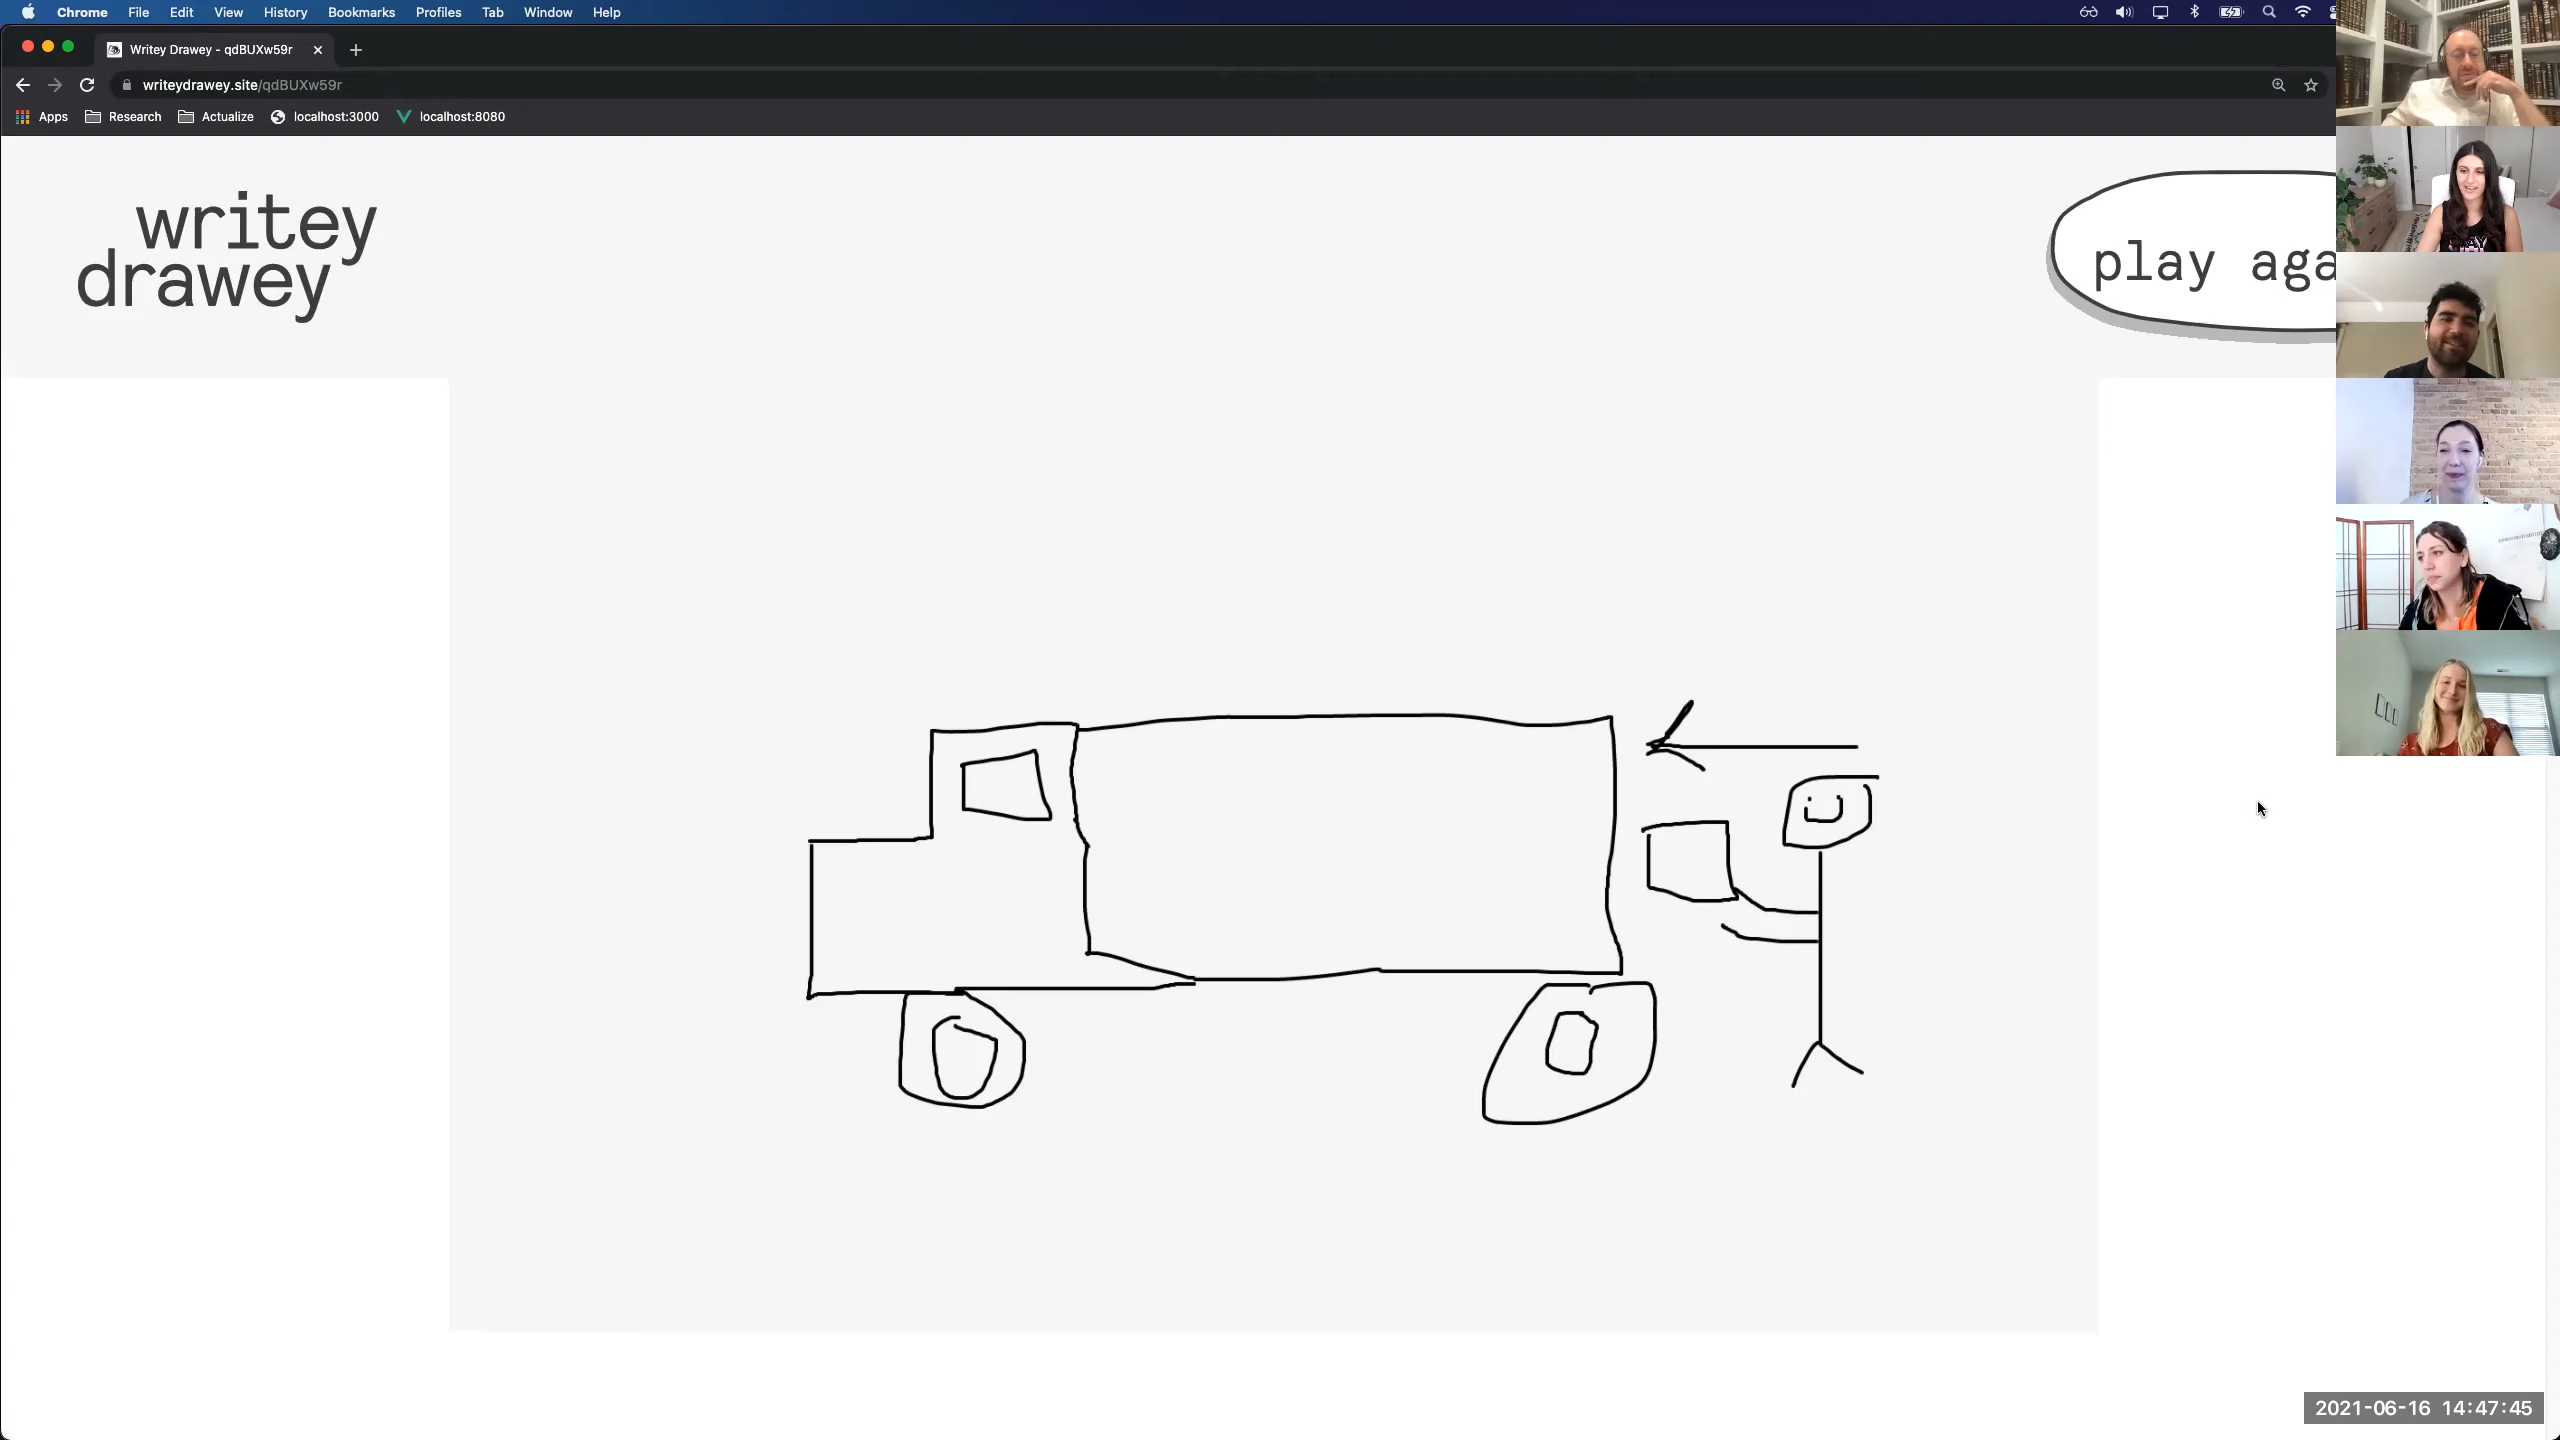 Chrome File Edit View History Bookmarks Profiles Tab Window Help
Writey Drawey - qdBUXw59r
writeydrawey.site/qdBUXw59r
Apps Research Actualize localhost:3000 localhost:8080
writey
drawey
play aga
2021-06-16 14:47:45